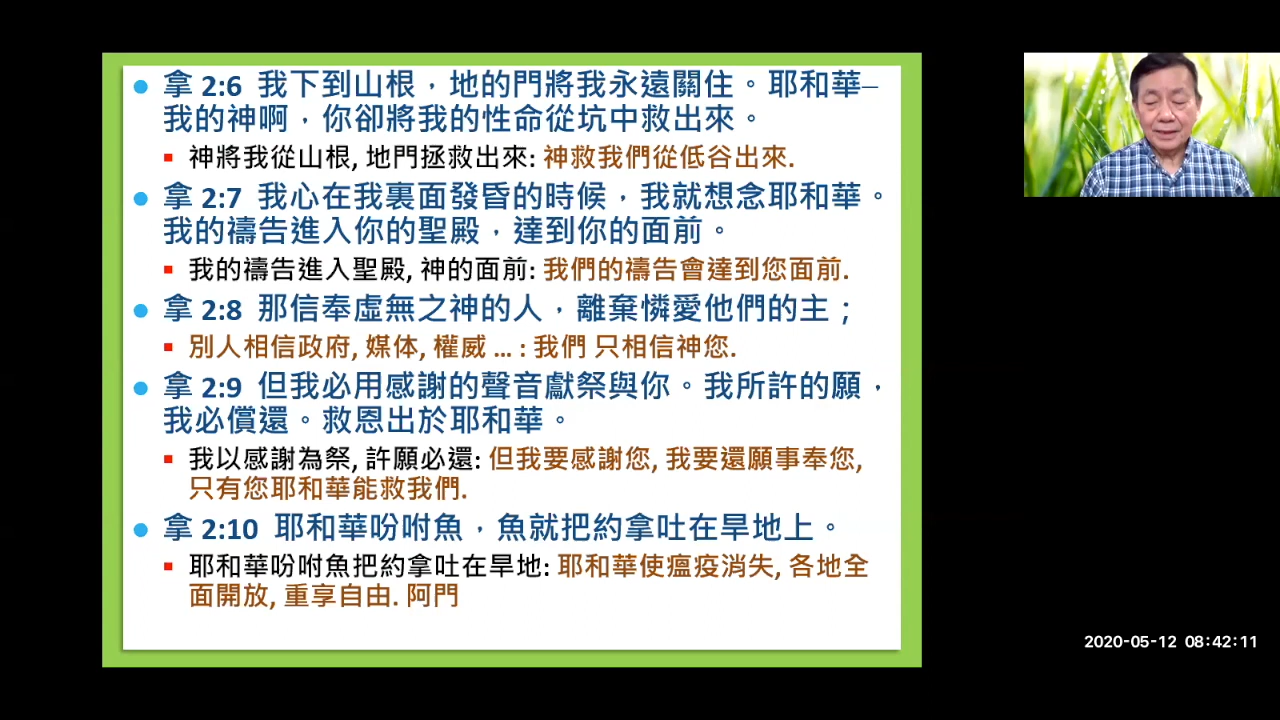 拿 2:6 我下到山根，地的門將我永遠關住。耶和華─
我的神啊，你卻將我的性命從坑中救出來。
神將我從山根, 地門拯救出來: 神救我們從低谷出來.
拿 2:7 我心在我裏面發昏的時候，我就想念耶和華。
我的禱告進入你的聖殿，達到你的面前。
我的禱告進入聖殿, 神的面前: 我們的禱告會達到您面前.
拿 2:8 那信奉虛無之神的人，離棄憐愛他們的主；
別人相信政府, 媒体, 權威 ... : 我們 只相信神您.
拿 2:9 但我必用感謝的聲音獻祭與你。我所許的願，
我必償還。救恩出於耶和華。
我以感謝為祭, 許願必還: 但我要感謝您, 我要還願事奉您,
只有您耶和華能救我們.
拿 2:10 耶和華吩咐魚，魚就把約拿吐在旱地上。
耶和華吩咐魚把約拿吐在旱地: 耶和華使瘟疫消失, 各地全
面開放, 重享自由. 阿門
2020-05-12 08:42:11